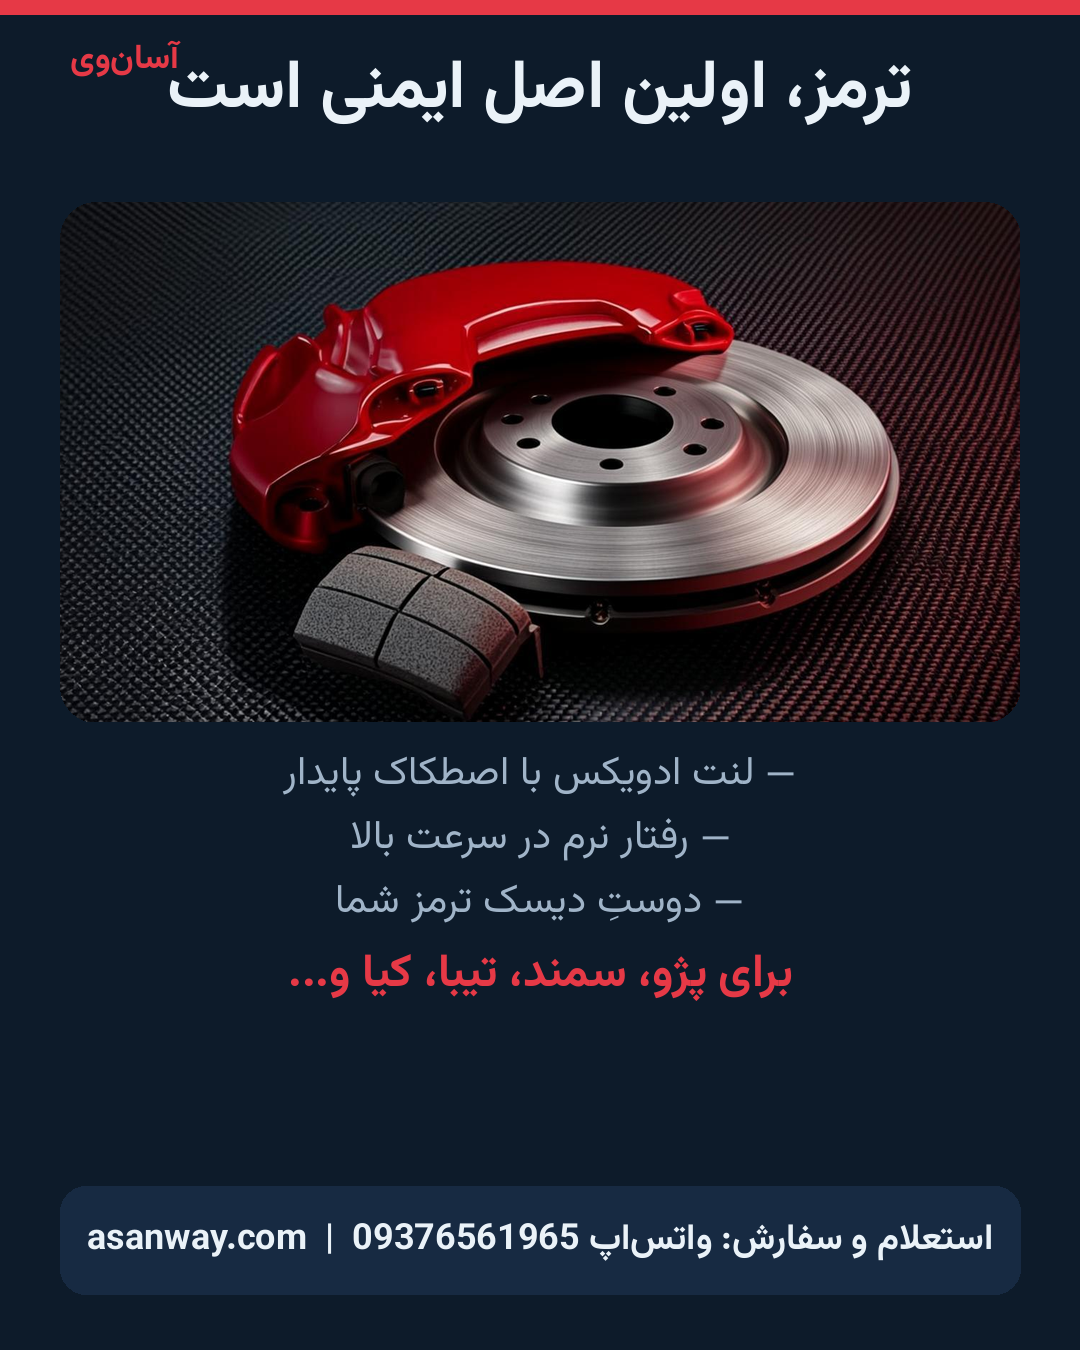 آسان‌وی
ترمز، اولین اصل ایمنی است
– لنت ادویکس با اصطکاک پایدار
– رفتار نرم در سرعت بالا
– دوستِ دیسک ترمز شما
برای پژو، سمند، تیبا، کیا و...
استعلام و سفارش: واتس‌اپ 09376561965 | asanway.com